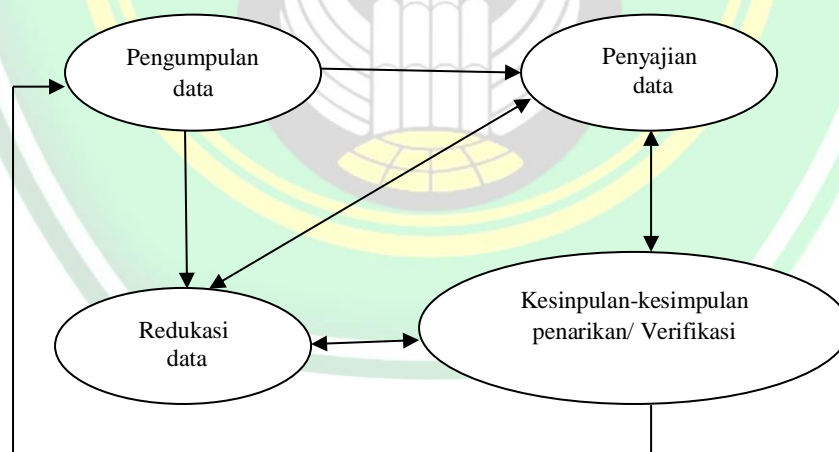 Pengumpulan
data
Penyajian
data
Redukasi
data
Kesinpulan-kesimpulan
penarikan/ Verifikasi